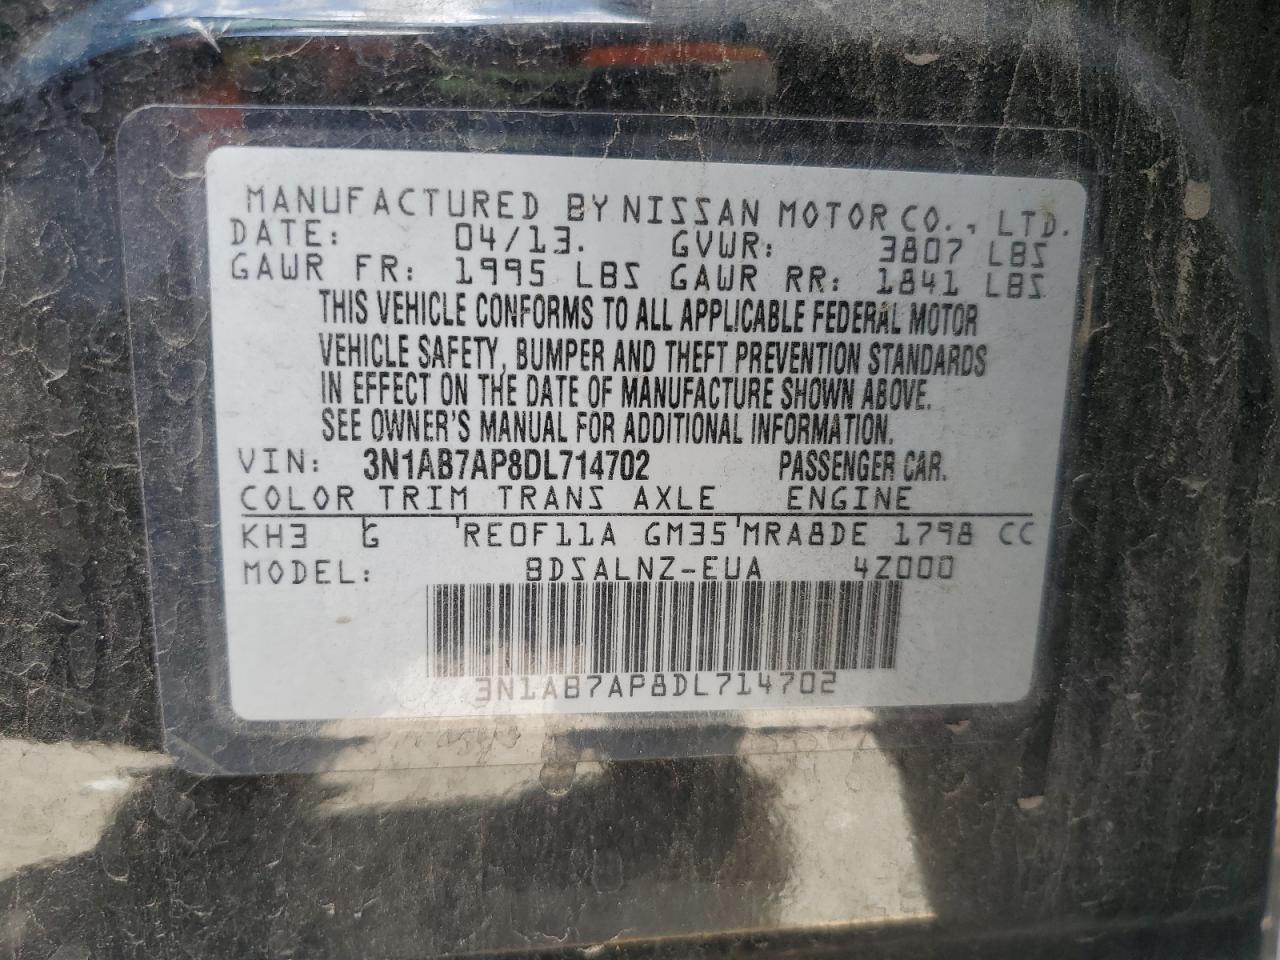 MANUFACTURED BY NISSAN MOTOR CO., LTD.
DATE: 04/13. GVWR: 3807 LBS
GAWR FR: 1995 LBS GAWR RR: 1841 LBS
THIS VEHICLE CONFORMS TO ALL APPLICABLE FEDERAL MOTOR
VEHICLE SAFETY, BUMPER AND THEFT PREVENTION STANDARDS
IN EFFECT ON THE DATE OF MANUFACTURE SHOWN ABOVE.
SEE OWNER'S MANUAL FOR ADDITIONAL INFORMATION.
VIN: 3N1AB7AP8DL714702 PASSENGER CAR.
COLOR TRIM TRANS AXLE ENGINE
KH3 G 'RE0F11A GM35'MRA8DE 1798 CC
MODEL: BDSALNZ-EUA 4Z000
3N1AB7AP8DL714702